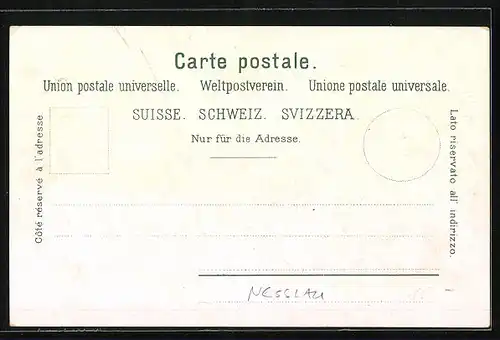 Carte postale.
Union postale universelle. Weltpostverein. Unione postale universale.
SUISSE. SCHWEIZ. SVIZZERA.
Nur für die Adresse.
Côté réservé à l'adresse.
Lato riservato all' indirizzo.
NESSLAU